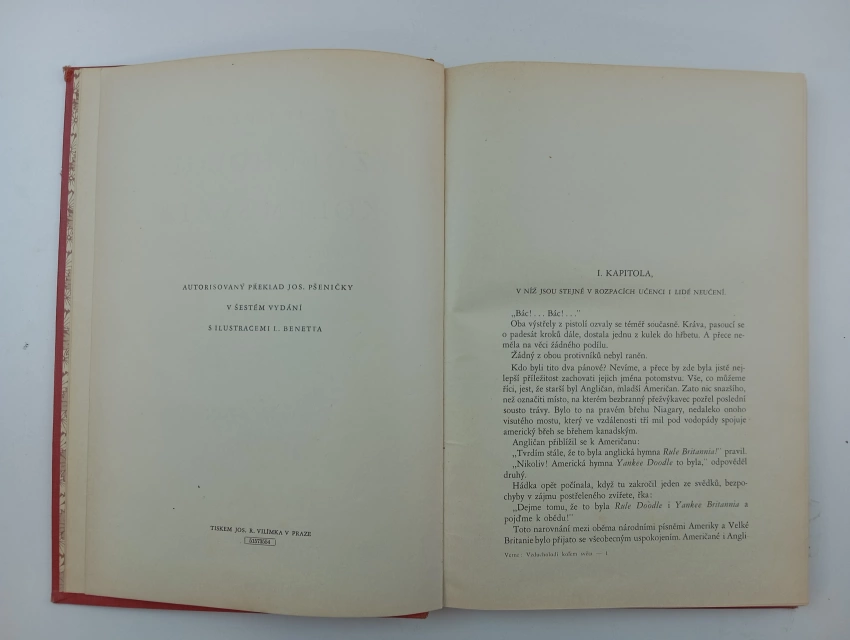 AUTORISOVANÝ PŘEKLAD JOS. PŠENIČKY
V ŠESTÉM VYDÁNÍ
S ILUSTRACEMI L. BENETTA
TISKEM JOS. R. VILÍMKA V PRAZE
I. KAPITOLA,
V NÍŽ JSOU STEJNĚ V ROZPACÍCH UČENCI I LIDÉ NEUČENÍ.
„Bác! . . . Bác! . . .“
Oba výstřely z pistolí ozvaly se téměř současně. Kráva, pasoucí se
o padesát kroků dále, dostala jednu z kulek do hřbetu. A přece ne-
měla na věci žádného podílu.
Žádný z obou protivníků nebyl raněn.
Kdo byli tito dva pánové? Nevíme, a přece by zde byla jistě nej-
lepší příležitost zachovati jejich jména potomstvu. Vše, co můžeme
říci, jest, že starší byl Angličan, mladší Američan. Zato nic snazšího,
než označiti místo, na kterém bezbranný přežvýkavec pozřel poslední
sousto trávy. Bylo to na pravém břehu Niagary, nedaleko onoho
visutého mostu, který ve vzdálenosti tří mil pod vodopády spojuje
americký břeh se břehem kanadským.
Angličan přiblížil se k Američanu:
„Tvrdím stále, že to byla anglická hymna Rule Britannia!“ pravil.
„Nikoliv! Americká hymna Yankee Doodle to byla,“ odpověděl
druhý.
Hádka opět počínala, když tu zakročil jeden ze svědků, bezpo-
chyby v zájmu postřeleného zvířete, řka:
„Dejme tomu, že to byla Rule Doodle i Yankee Britannia a
pojďme k obědu!“
Toto narovnání mezi oběma národními písněmi Ameriky a Velké
Britanie bylo přijato se všeobecným uspokojením. Američané i Angli-
Verne: Vzducholodí kolem světa. — 1